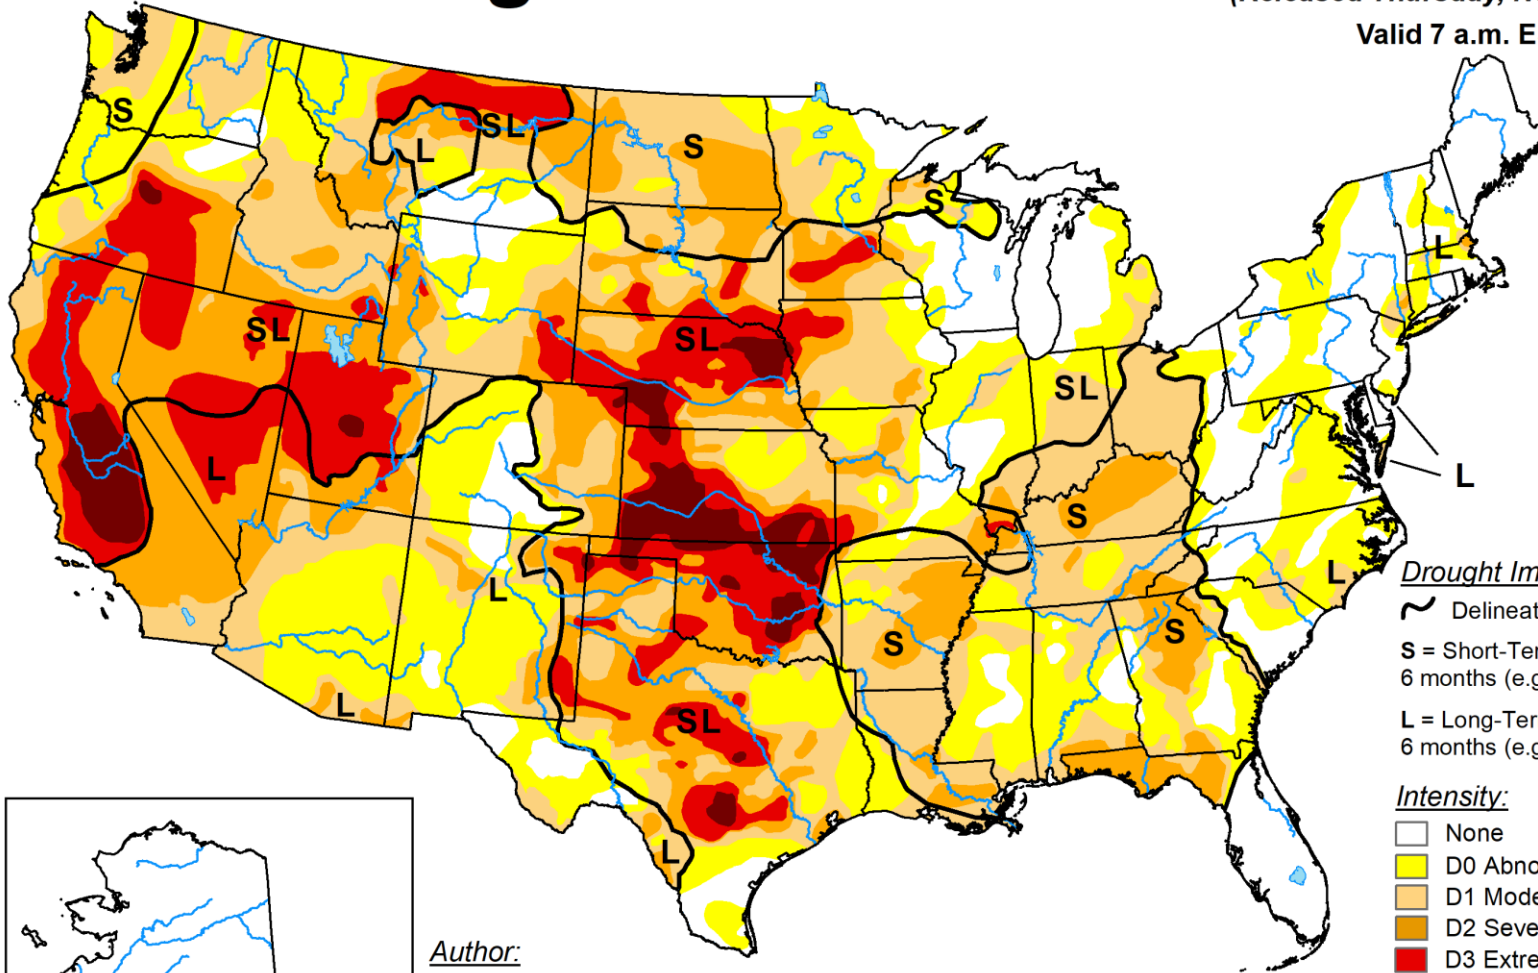 Valid 7 a.m. E
S
SL
S
L
S
L
SL
SL
SL
L
L
S
L
L
S
S
SL
L
L
Drought Im
Delineat
S = Short-Ter
6 months (e.g
L = Long-Ter
6 months (e.g
Intensity:
None
D0 Abno
D1 Mode
D2 Seve
D3 Extre
Author: